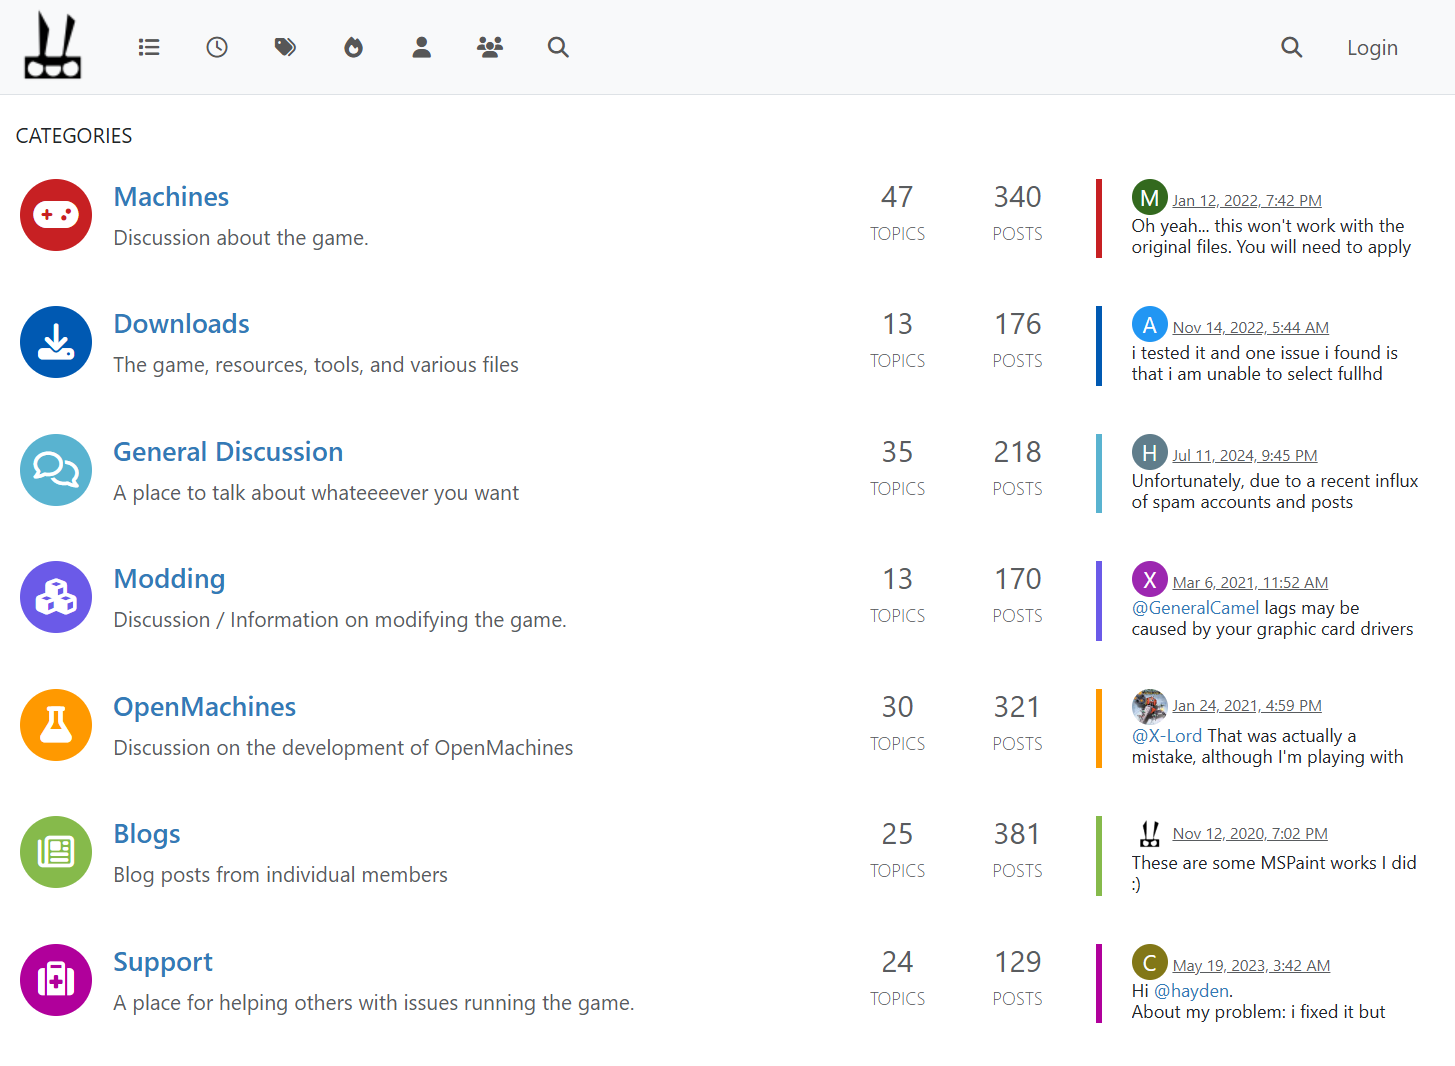 Login
CATEGORIES
Machines
Discussion about the game.
47
TOPICS
340
POSTS
M
Jan 12, 2022, 7:42 PM
Oh yeah... this won't work with the
original files. You will need to apply
Downloads
The game, resources, tools, and various files
13
TOPICS
176
POSTS
A
Nov 14, 2022, 5:44 AM
i tested it and one issue i found is
that i am unable to select fullhd
General Discussion
A place to talk about whateeeever you want
35
TOPICS
218
POSTS
H
Jul 11, 2024, 9:45 PM
Unfortunately, due to a recent influx
of spam accounts and posts
Modding
Discussion / Information on modifying the game.
13
TOPICS
170
POSTS
X
Mar 6, 2021, 11:52 AM
@GeneralCamel lags may be
caused by your graphic card drivers
OpenMachines
Discussion on the development of OpenMachines
30
TOPICS
321
POSTS
Jan 24, 2021, 4:59 PM
@X-Lord That was actually a
mistake, although I'm playing with
Blogs
Blog posts from individual members
25
TOPICS
381
POSTS
Nov 12, 2020, 7:02 PM
These are some MSPaint works I did
:)
Support
A place for helping others with issues running the game.
24
TOPICS
129
POSTS
C
May 19, 2023, 3:42 AM
Hi @hayden.
About my problem: i fixed it but